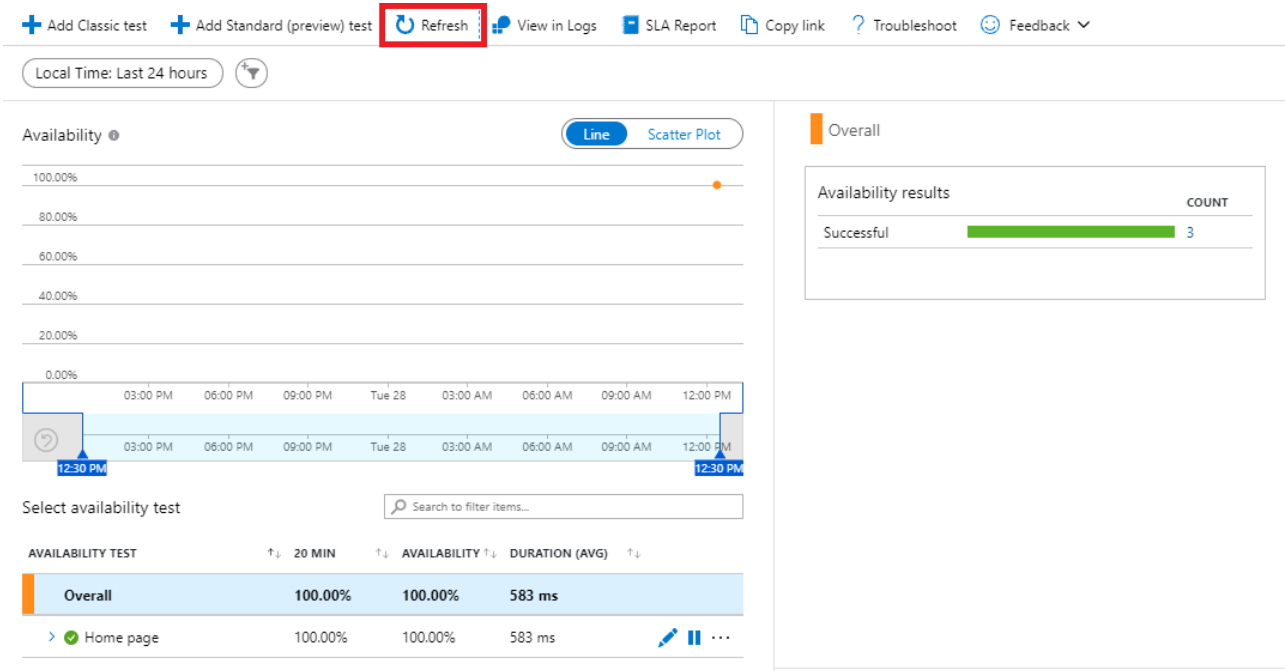 Add Classic test Add Standard (preview) test Refresh View in Logs SLA Report Copy link ? Troubleshoot Feedback
Local Time: Last 24 hours
Availability Line Scatter Plot
100.00%
80.00%
60.00%
40.00%
20.00%
0.00%
03:00 PM 06:00 PM 09:00 PM Tue 28 03:00 AM 06:00 AM 09:00 AM 12:00 PM
03:00 PM 06:00 PM 09:00 PM Tue 28 03:00 AM 06:00 AM 09:00 AM 12:00 PM
12:30 PM 12:30 PM
Select availability test Search to filter items...
AVAILABILITY TEST 20 MIN AVAILABILITY DURATION (AVG)
Overall 100.00% 100.00% 583 ms
Home page 100.00% 100.00% 583 ms
Overall
Availability results COUNT
Successful 3